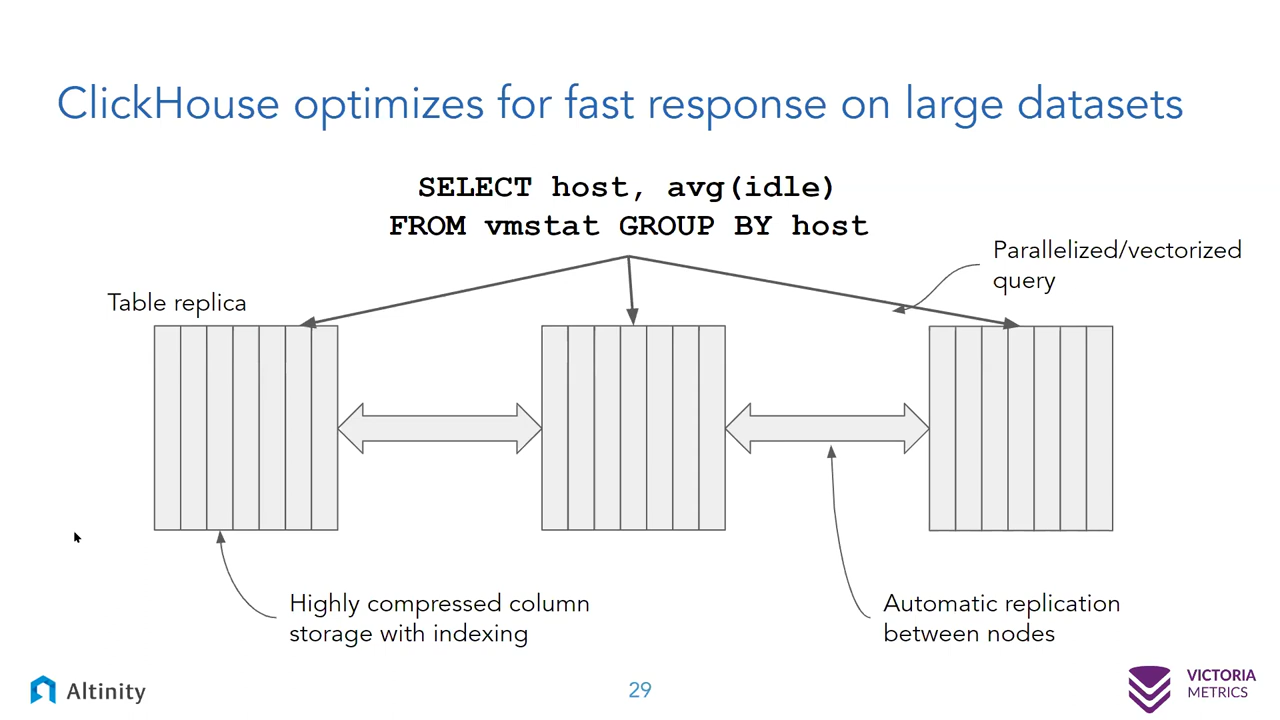 ClickHouse optimizes for fast response on large datasets
SELECT host, avg(idle)
FROM vmstat GROUP BY host
Parallelized/vectorized
query
Table replica
Highly compressed column
storage with indexing
Automatic replication
between nodes
Altinity
29
VICTORIA
METRICS